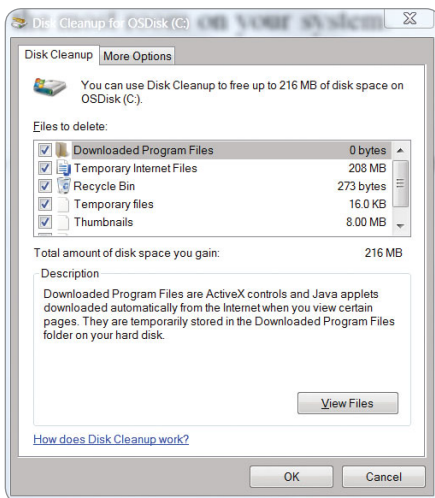 Disk Cleanup for OSDisk (C:)
on your system
Disk Cleanup
More Options
You can use Disk Cleanup to free up to 216 MB of disk space on
OSDisk (C:).
Files to delete:
Downloaded Program Files 0 bytes
Temporary Internet Files 208 MB
Recycle Bin 273 bytes
Temporary files 16.0 KB
Thumbnails 8.00 MB
Total amount of disk space you gain: 216 MB
Description
Downloaded Program Files are ActiveX controls and Java applets
downloaded automatically from the Internet when you view certain
pages. They are temporarily stored in the Downloaded Program Files
folder on your hard disk.
View Files
How does Disk Cleanup work?
OK Cancel